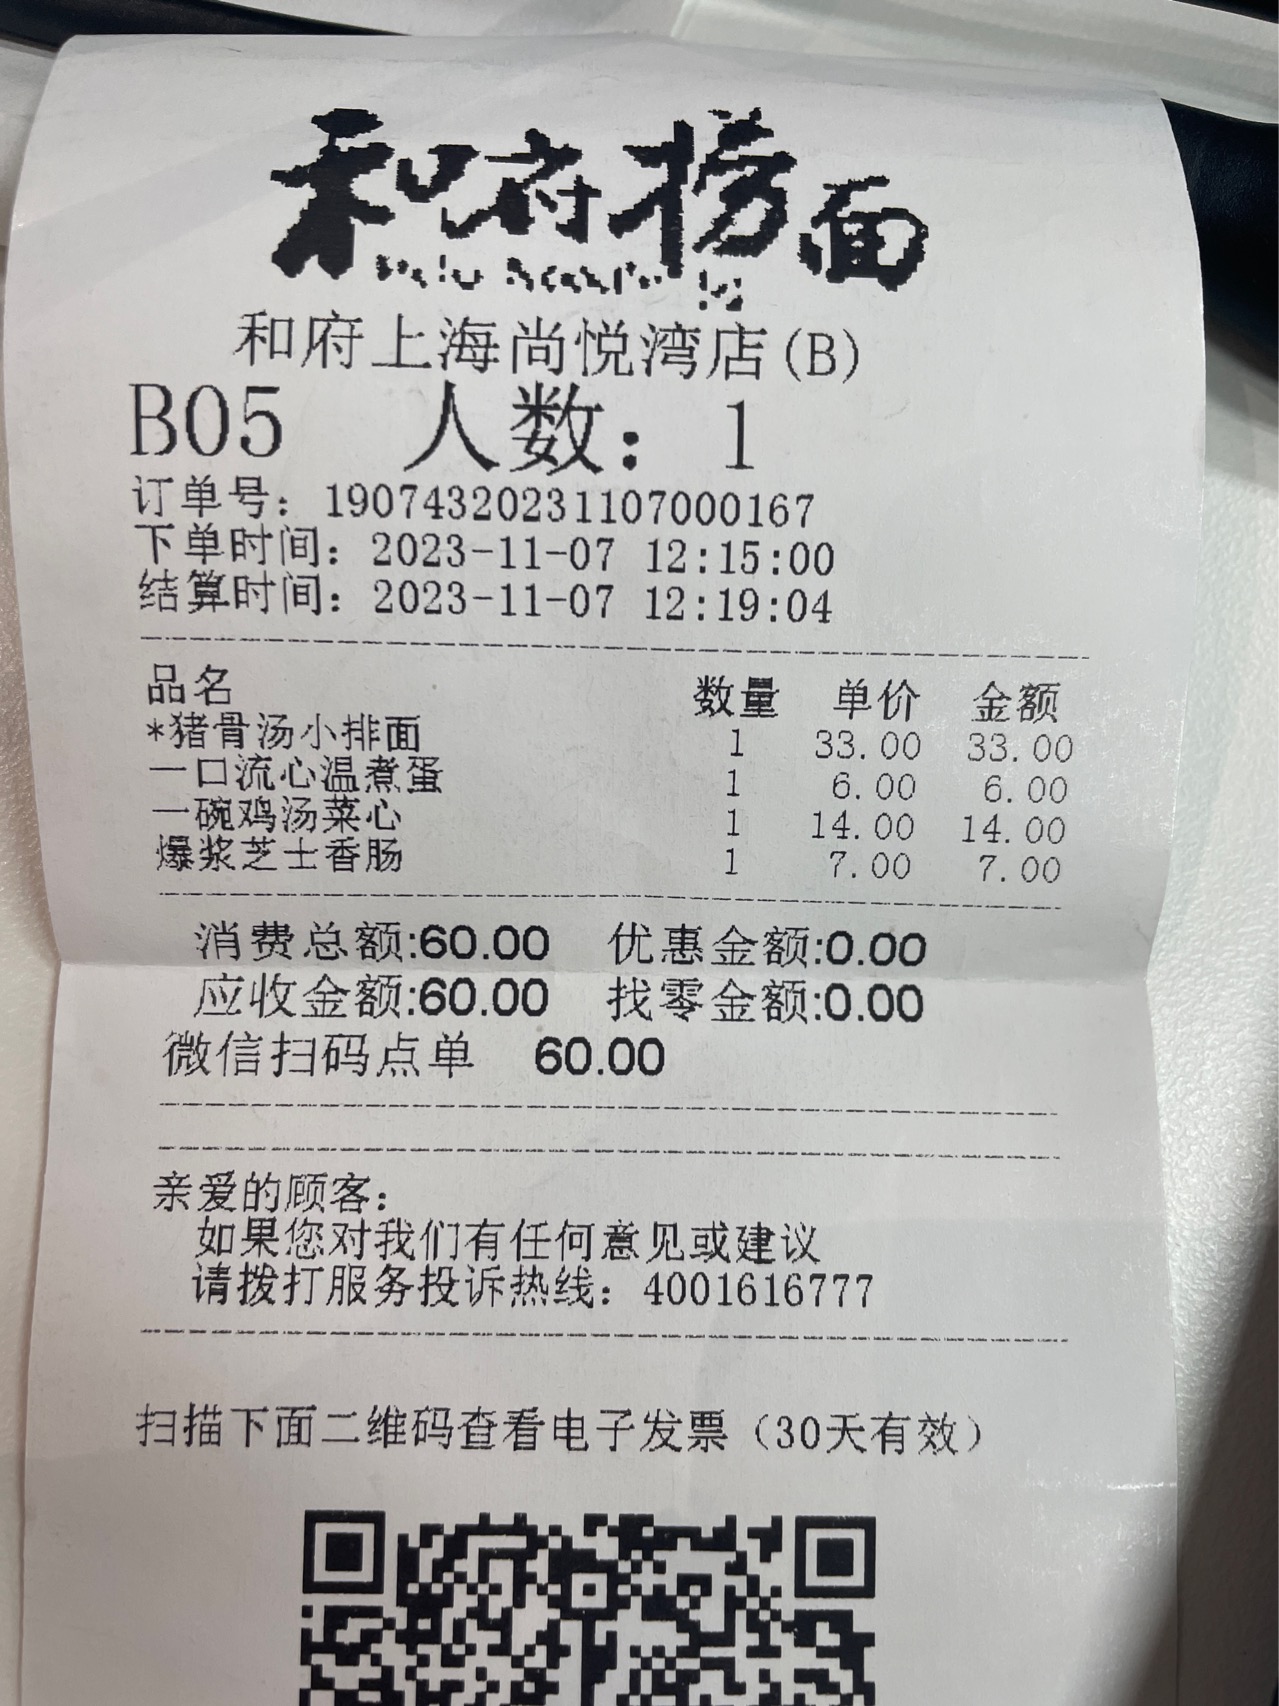 和府捞面
和府上海尚悦湾店(B)
B05 人数：1
订单号：19074320231107000167
下单时间：2023-11-07 12:15:00
结算时间：2023-11-07 12:19:04
品名 数量 单价 金额
*猪骨汤小排面 1 33.00 33.00
一口流心温煮蛋 1 6.00 6.00
一碗鸡汤菜心 1 14.00 14.00
爆浆芝士香肠 1 7.00 7.00
消费总额:60.00 优惠金额:0.00
应收金额:60.00 找零金额:0.00
微信扫码点单 60.00
亲爱的顾客：
如果您对我们有任何意见或建议
请拨打服务投诉热线：4001616777
扫描下面二维码查看电子发票（30天有效）